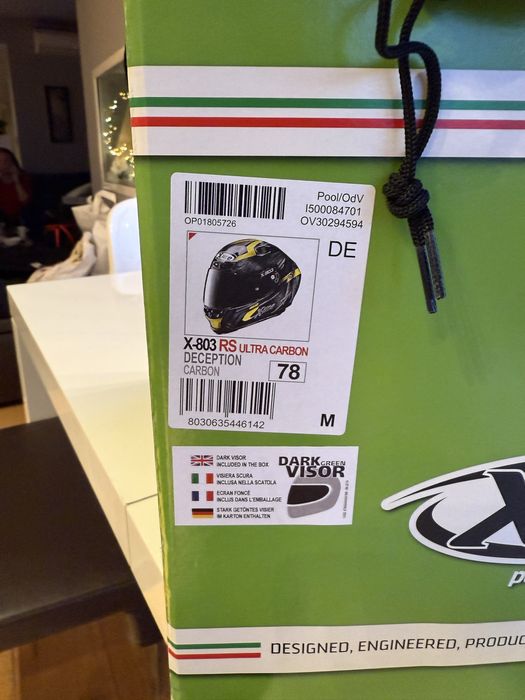 Pool/OdV
I500084701
OP01805726
OV30294594
DE
X-803 RS ULTRA CARBON
DECEPTION
CARBON
78
8030635446142
M
DARK VISOR
INCLUDED IN THE BOX
VISIERA SCURA
INCLUSA NELLA SCATOLA
ECRAN FONCÉ
INCLUS DANS L'EMBALLAGE
STARK GETÖNTES VISIER
IM KARTON ENTHALTEN
DARK GREEN
VISOR
X
DESIGNED, ENGINEERED, PRODUC